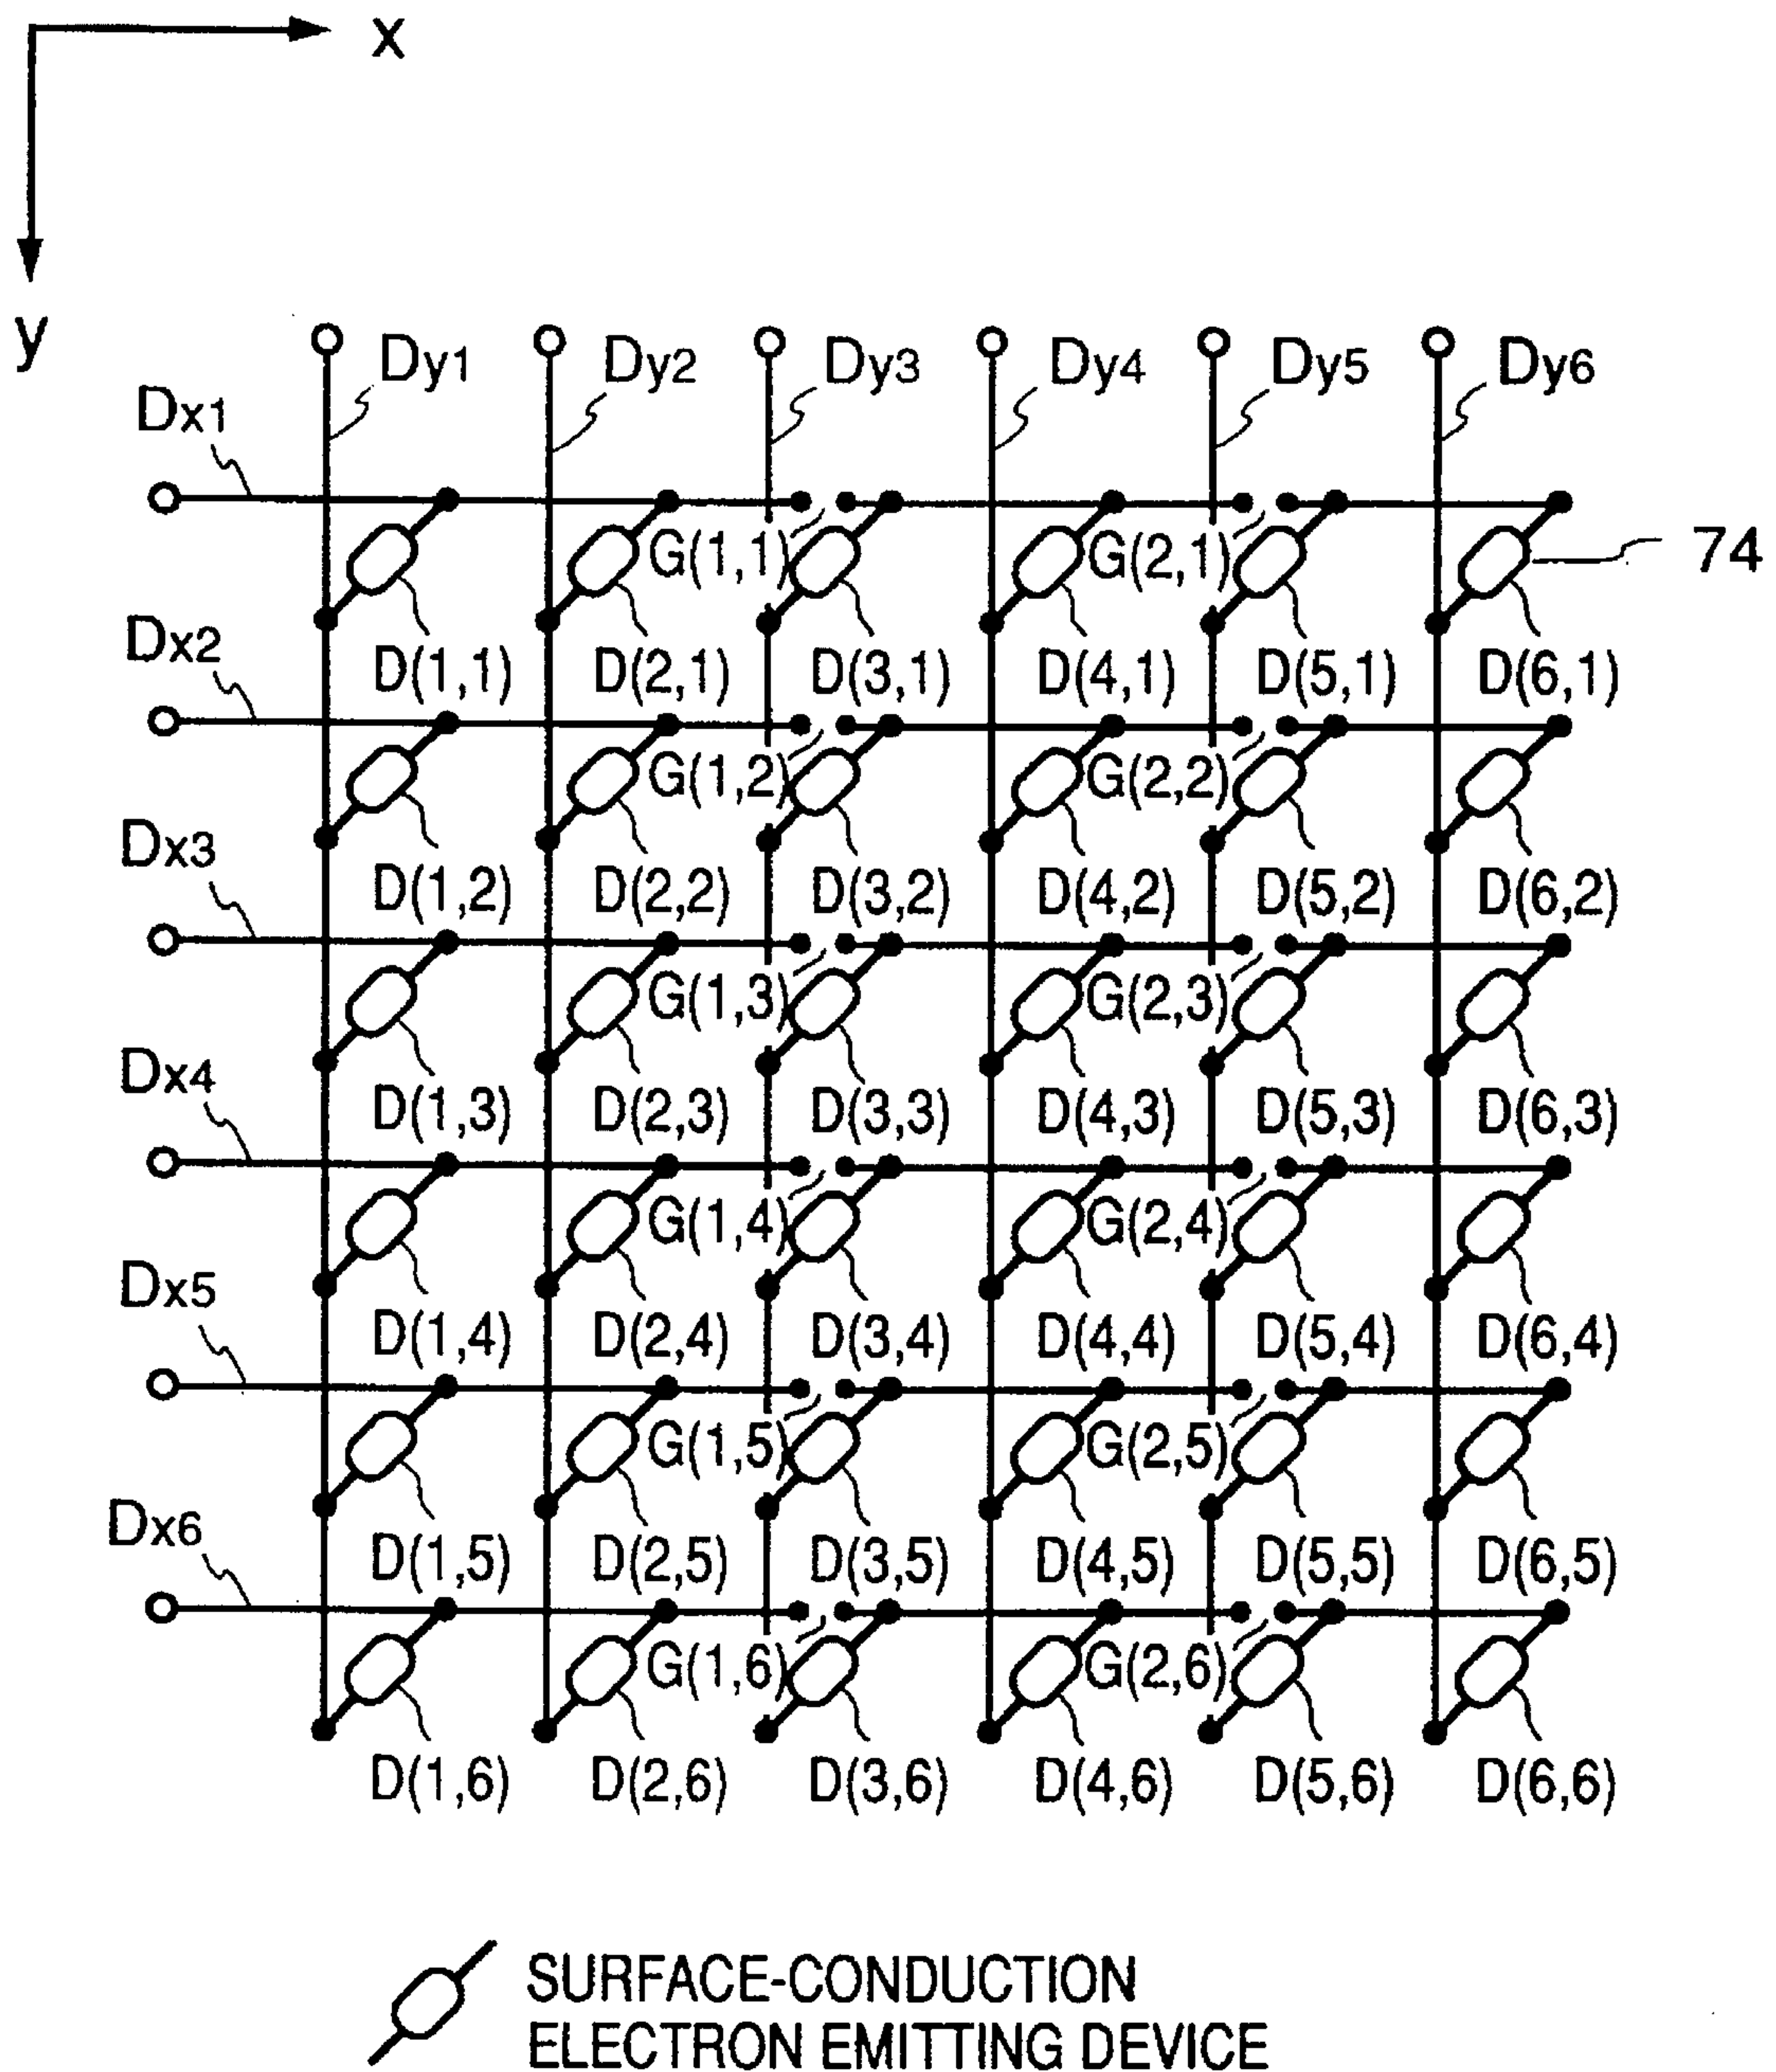 x
y
Dy1 Dy2 Dy3 Dy4 Dy5 Dy6
Dx1
G(1,1) G(2,1) 74
Dx2
D(1,1) D(2,1) D(3,1) D(4,1) D(5,1) D(6,1)
G(1,2) G(2,2)
Dx3
D(1,2) D(2,2) D(3,2) D(4,2) D(5,2) D(6,2)
G(1,3) G(2,3)
Dx4
D(1,3) D(2,3) D(3,3) D(4,3) D(5,3) D(6,3)
G(1,4) G(2,4)
Dx5
D(1,4) D(2,4) D(3,4) D(4,4) D(5,4) D(6,4)
G(1,5) G(2,5)
Dx6
D(1,5) D(2,5) D(3,5) D(4,5) D(5,5) D(6,5)
G(1,6) G(2,6)
D(1,6) D(2,6) D(3,6) D(4,6) D(5,6) D(6,6)
SURFACE-CONDUCTION
ELECTRON EMITTING DEVICE